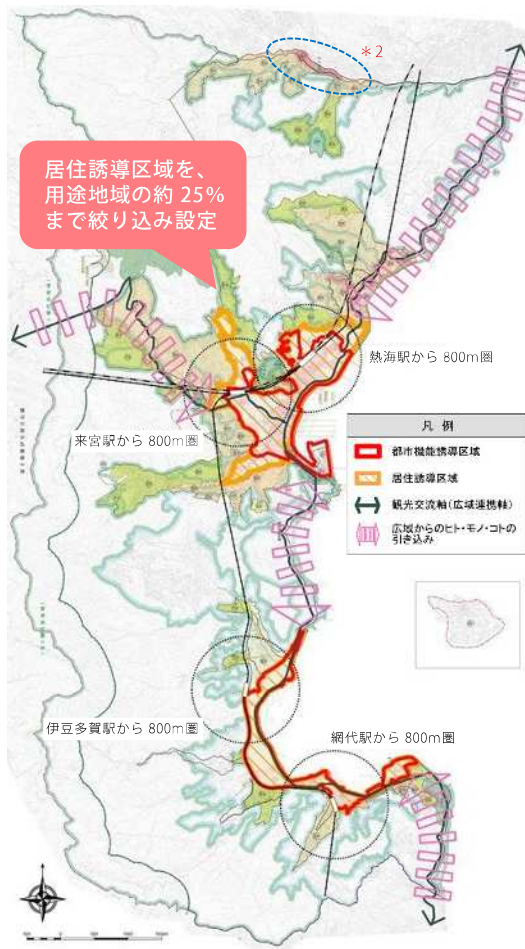 ＊2
居住誘導区域を、
用途地域の約 25%
まで絞り込み設定
熱海駅から 800m圏
来宮駅から 800m圏
凡 例
都市機能誘導区域
居住誘導区域
観光交流軸(広域連携軸)
広域からのヒト・モノ・コトの
引き込み
伊豆多賀駅から 800m圏
網代駅から 800m圏